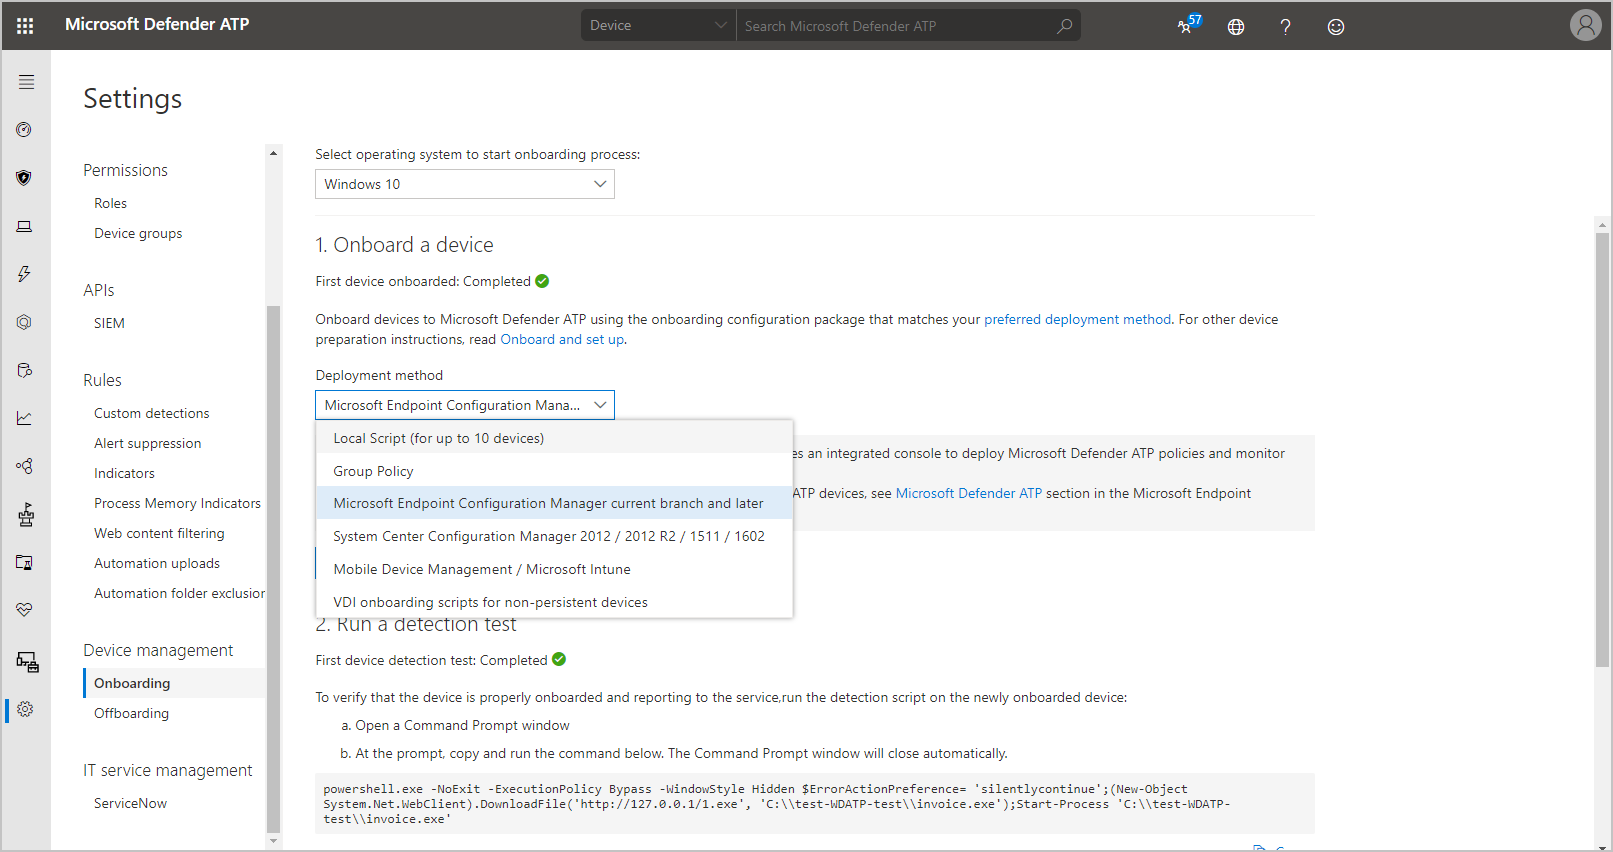 Microsoft Defender ATP
Device
Search Microsoft Defender ATP
57
Settings
Permissions
Roles
Device groups
APIs
SIEM
Rules
Custom detections
Alert suppression
Indicators
Process Memory Indicators
Web content filtering
Automation uploads
Automation folder exclusion
Device management
Onboarding
Offboarding
IT service management
ServiceNow
Select operating system to start onboarding process:
Windows 10
1. Onboard a device
First device onboarded: Completed
Onboard devices to Microsoft Defender ATP using the onboarding configuration package that matches your preferred deployment method. For other device
preparation instructions, read Onboard and set up.
Deployment method
Microsoft Endpoint Configuration Mana...
Local Script (for up to 10 devices)
Group Policy
Microsoft Endpoint Configuration Manager current branch and later
System Center Configuration Manager 2012 / 2012 R2 / 1511 / 1602
Mobile Device Management / Microsoft Intune
VDI onboarding scripts for non-persistent devices
es an integrated console to deploy Microsoft Defender ATP policies and monitor
ATP devices, see Microsoft Defender ATP section in the Microsoft Endpoint
2. Run a detection test
First device detection test: Completed
To verify that the device is properly onboarded and reporting to the service,run the detection script on the newly onboarded device:
a. Open a Command Prompt window
b. At the prompt, copy and run the command below. The Command Prompt window will close automatically.
powershell.exe -NoExit -ExecutionPolicy Bypass -WindowStyle Hidden $ErrorActionPreference= 'silentlycontinue';(New-Object
System.Net.WebClient).DownloadFile('http://127.0.0.1/1.exe', 'C:\\test-WDATP-test\\invoice.exe');Start-Process 'C:\\test-WDATP-
test\\invoice.exe'